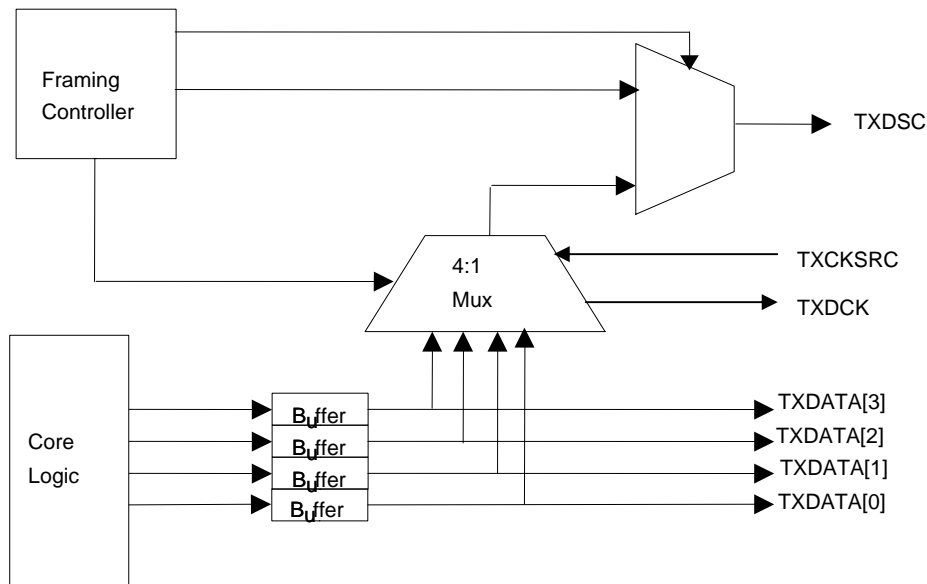 Framing
Controller
TXDSC
4:1
Mux
TXCKSRC
TXDCK
Core
Logic
Buffer
Buffer
Buffer
Buffer
TXDATA[3]
TXDATA[2]
TXDATA[1]
TXDATA[0]